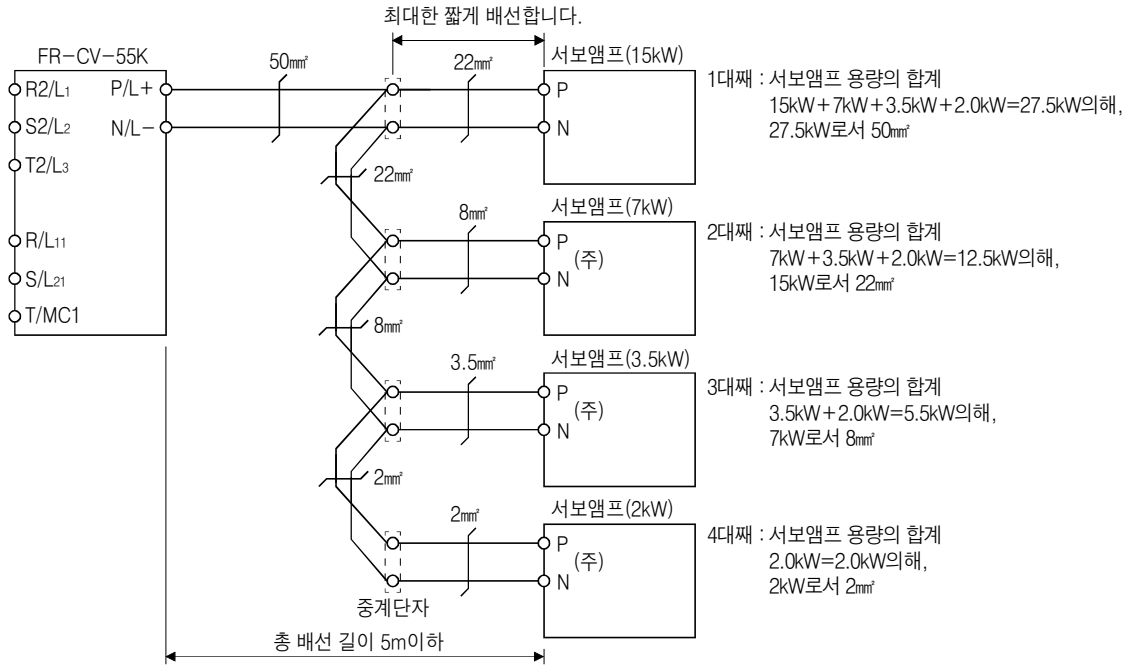 최대한 짧게 배선합니다.
FR-CV-55K
50㎟
22㎟
서보앰프(15kW)
R2/L1
P/L+
P
S2/L2
N/L-
N
T2/L3
R/L11
S/L21
T/MC1
1대째 : 서보앰프 용량의 합계
15kW+7kW+3.5kW+2.0kW=27.5kW의해,
27.5kW로서 50㎟
22㎟
8㎟
서보앰프(7kW)
P
(주)
N
2대째 : 서보앰프 용량의 합계
7kW+3.5kW+2.0kW=12.5kW의해,
15kW로서 22㎟
8㎟
3.5㎟
서보앰프(3.5kW)
P
(주)
N
3대째 : 서보앰프 용량의 합계
3.5kW+2.0kW=5.5kW의해,
7kW로서 8㎟
2㎟
2㎟
서보앰프(2kW)
P
(주)
N
4대째 : 서보앰프 용량의 합계
2.0kW=2.0kW의해,
2kW로서 2㎟
중계단자
총 배선 길이 5m이하